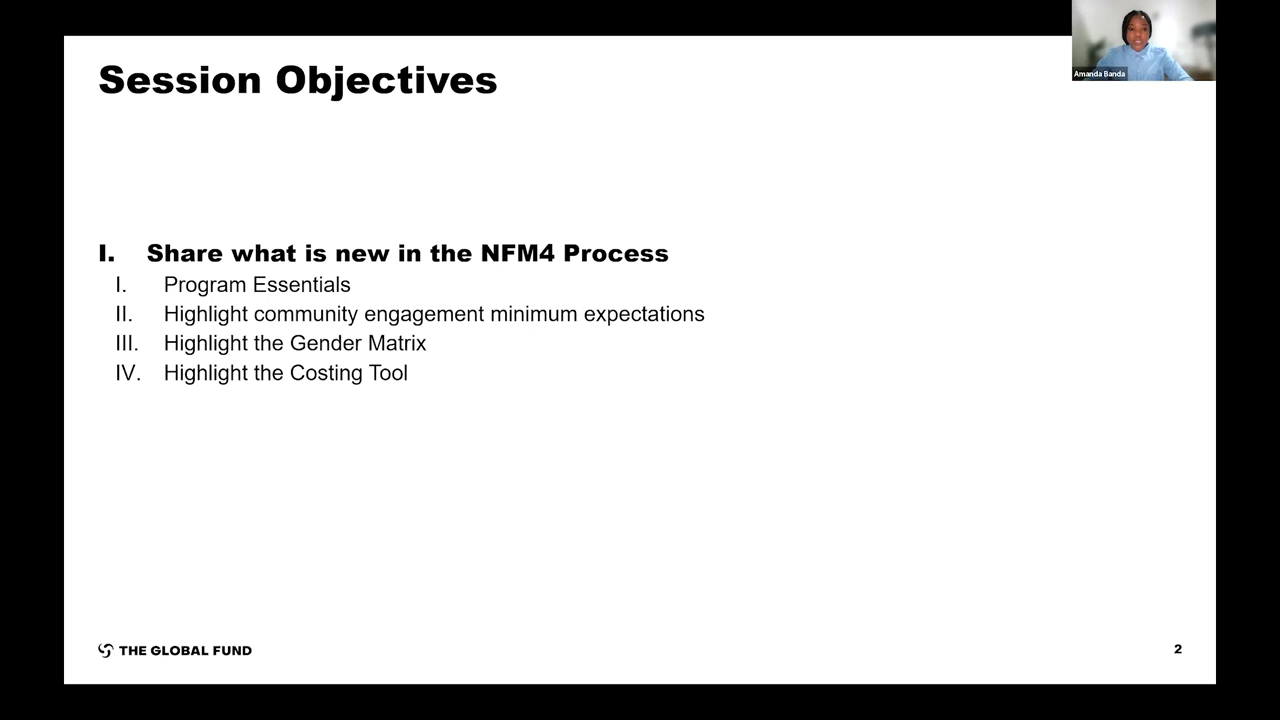 Amanda Banda
Session Objectives
I. Share what is new in the NFM4 Process
I. Program Essentials
II. Highlight community engagement minimum expectations
III. Highlight the Gender Matrix
IV. Highlight the Costing Tool
THE GLOBAL FUND
2